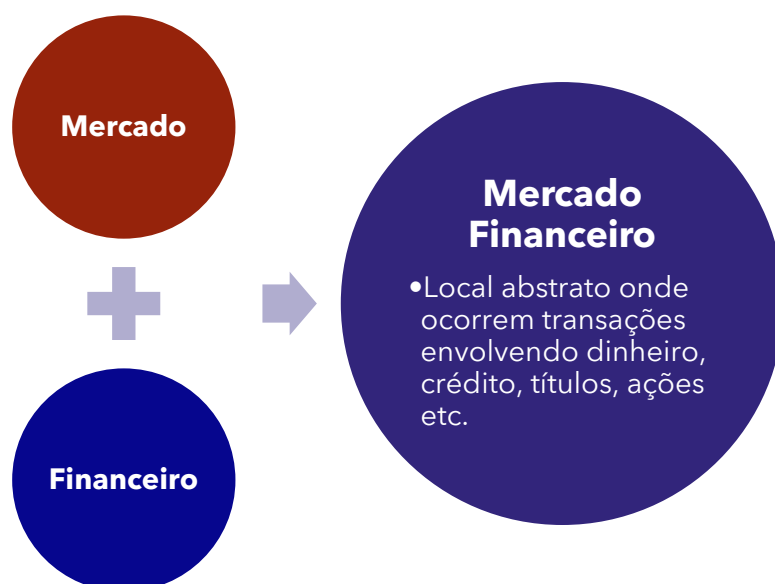 Mercado
Financeiro
Mercado
Financeiro
•Local abstrato onde
ocorrem transações
envolvendo dinheiro,
crédito, títulos, ações
etc.